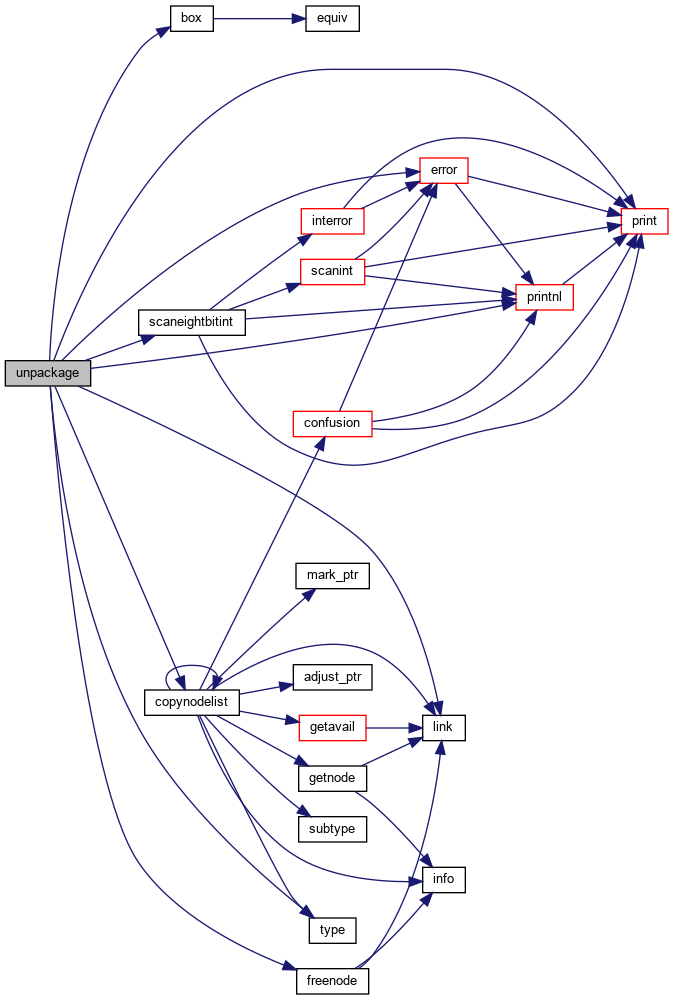 box
equiv
error
interror
print
scanint
printnl
scaneightbitint
unpackage
confusion
mark_ptr
adjust_ptr
copynodelist
getavail
link
getnode
subtype
info
type
freenode